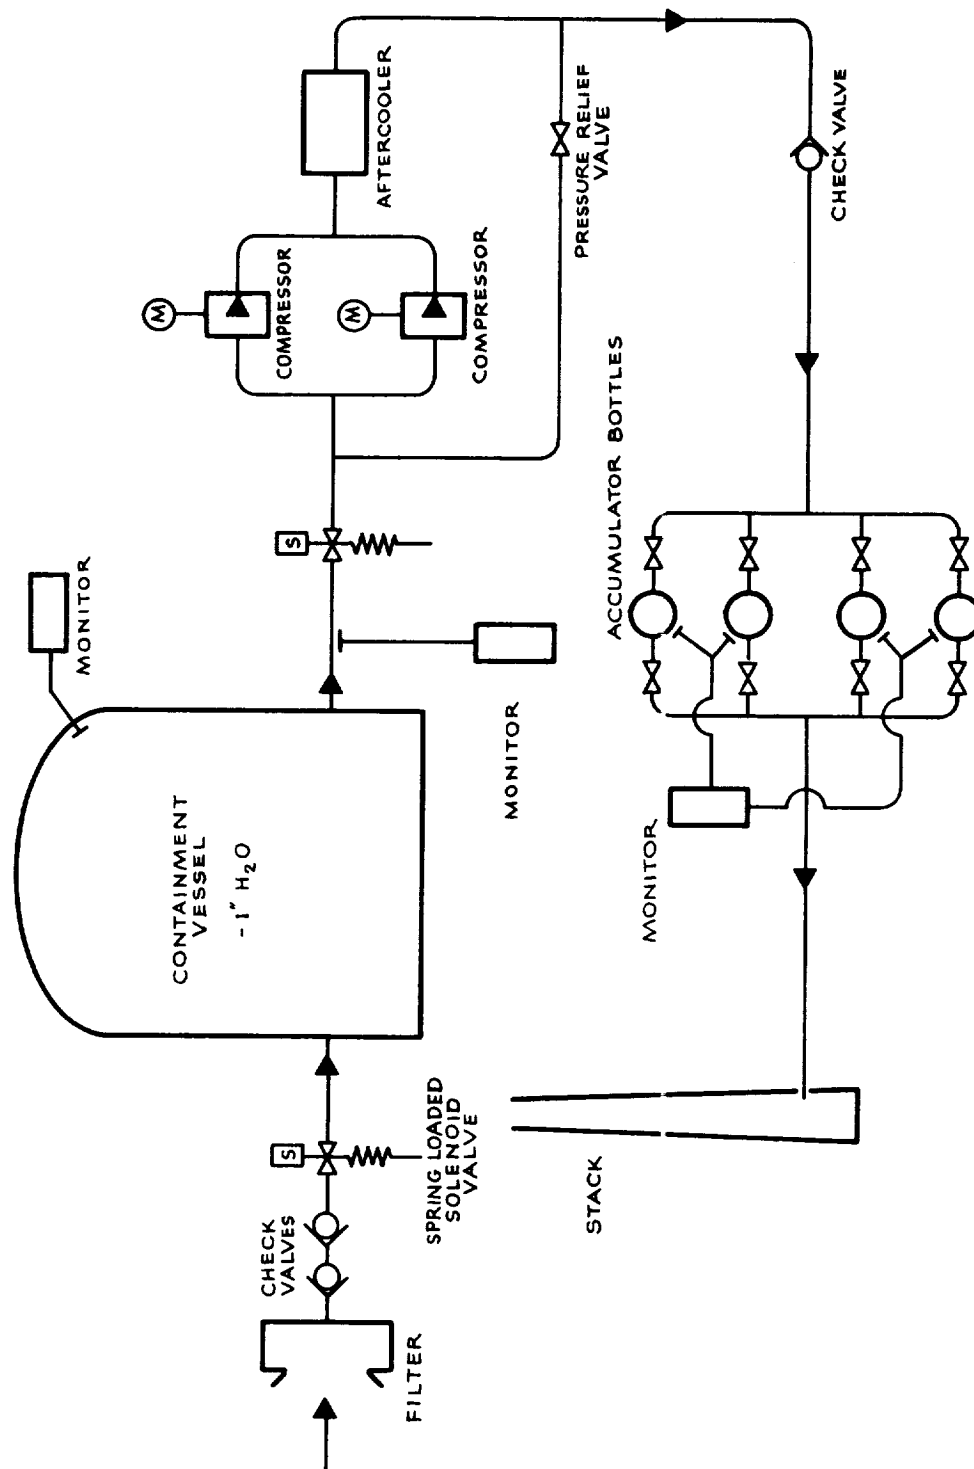 MONITOR
CONTAINMENT
VESSEL
- 1" H2O
MONITOR
S
S
CHECK
VALVES
FILTER
SPRING LOADED
SOLENOID
VALVE
M
COMPRESSOR
M
COMPRESSOR
AFTERCOOLER
PRESSURE RELIEF
VALVE
CHECK VALVE
ACCUMULATOR BOTTLES
MONITOR
STACK